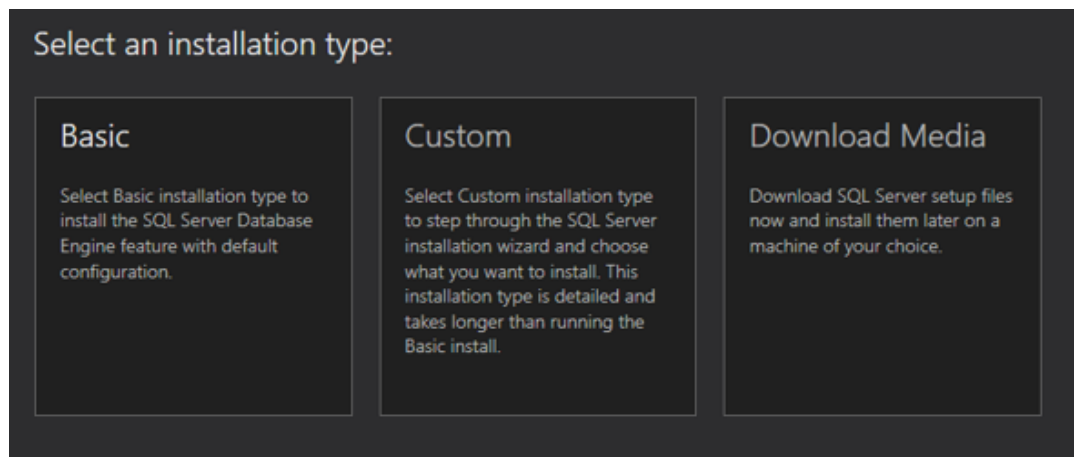 Select an installation type:
Basic
Select Basic installation type to
install the SQL Server Database
Engine feature with default
configuration.
Custom
Select Custom installation type
to step through the SQL Server
installation wizard and choose
what you want to install. This
installation type is detailed and
takes longer than running the
Basic install.
Download Media
Download SQL Server setup files
now and install them later on a
machine of your choice.